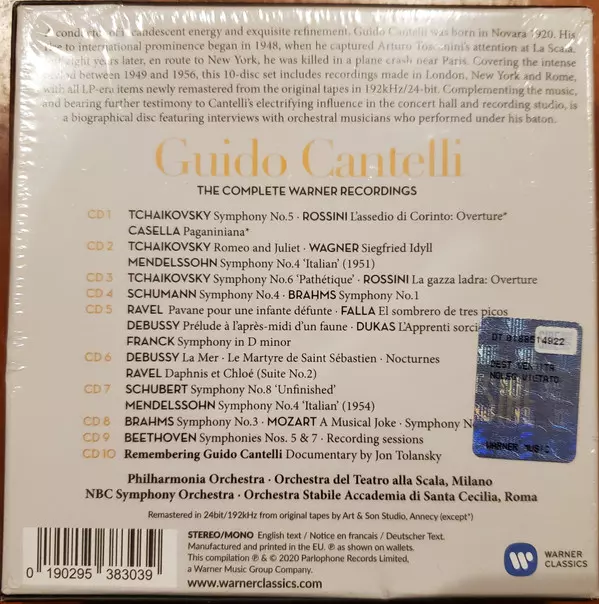 A conductor of incandescent energy and exquisite refinement, Guido Cantelli was born in Novara 1920. His
rise to international prominence began in 1948, when he captured Arturo Toscanini's attention at La Scala.
eight years later, en route to New York, he was killed in a plane crash near Paris. Covering the intense
period between 1949 and 1956, this 10-disc set includes recordings made in London, New York and Rome,
with all LP-era items newly remastered from the original tapes in 192kHz/24-bit. Complementing the music,
and bearing further testimony to Cantelli's electrifying influence in the concert hall and recording studio, is
a biographical disc featuring interviews with orchestral musicians who performed under his baton.
Guido Cantelli
THE COMPLETE WARNER RECORDINGS
CD 1 TCHAIKOVSKY Symphony No.5 · ROSSINI L'assedio di Corinto: Overture*
CASELLA Paganiniana*
CD 2 TCHAIKOVSKY Romeo and Juliet · WAGNER Siegfried Idyll
MENDELSSOHN Symphony No.4 'Italian' (1951)
CD 3 TCHAIKOVSKY Symphony No.6 'Pathétique' · ROSSINI La gazza ladra: Overture
CD 4 SCHUMANN Symphony No.4 · BRAHMS Symphony No.1
CD 5 RAVEL Pavane pour une infante défunte · FALLA El sombrero de tres picos
DEBUSSY Prélude à l'après-midi d'un faune · DUKAS L'Apprenti sorci
FRANCK Symphony in D minor
CD 6 DEBUSSY La Mer · Le Martyre de Saint Sébastien · Nocturnes
RAVEL Daphnis et Chloé (Suite No.2)
CD 7 SCHUBERT Symphony No.8 'Unfinished'
MENDELSSOHN Symphony No.4 'Italian' (1954)
CD 8 BRAHMS Symphony No.3 · MOZART A Musical Joke · Symphony No
CD 9 BEETHOVEN Symphonies Nos. 5 & 7 · Recording sessions
CD 10 Remembering Guido Cantelli Documentary by Jon Tolansky
DT 0188514922
DEST VENDITA
NOLEG VIETATO
WARNER MUSIC
Philharmonia Orchestra · Orchestra del Teatro alla Scala, Milano
NBC Symphony Orchestra · Orchestra Stabile Accademia di Santa Cecilia, Roma
Remastered in 24bit/192kHz from original tapes by Art & Son Studio, Annecy (except*)
STEREO/MONO English text / Notice en francais / Deutscher Text.
Manufactured and printed in the EU. ℗ as shown on wallets.
This compilation ℗ & © 2020 Parlophone Records Limited,
a Warner Music Group Company.
www.warnerclassics.com
0 190295 383039
WARNER
CLASSICS